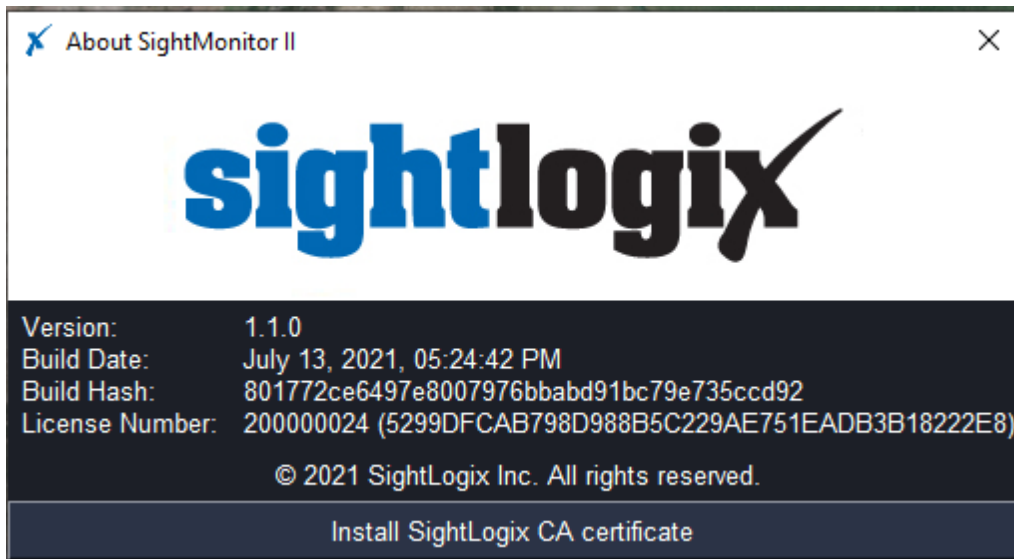 About SightMonitor II
sightlogix
Version: 1.1.0
Build Date: July 13, 2021, 05:24:42 PM
Build Hash: 801772ce6497e8007976bbabd91bc79e735ccd92
License Number: 200000024 (5299DFCAB798D988B5C229AE751EADB3B18222E8)
© 2021 SightLogix Inc. All rights reserved.
Install SightLogix CA certificate